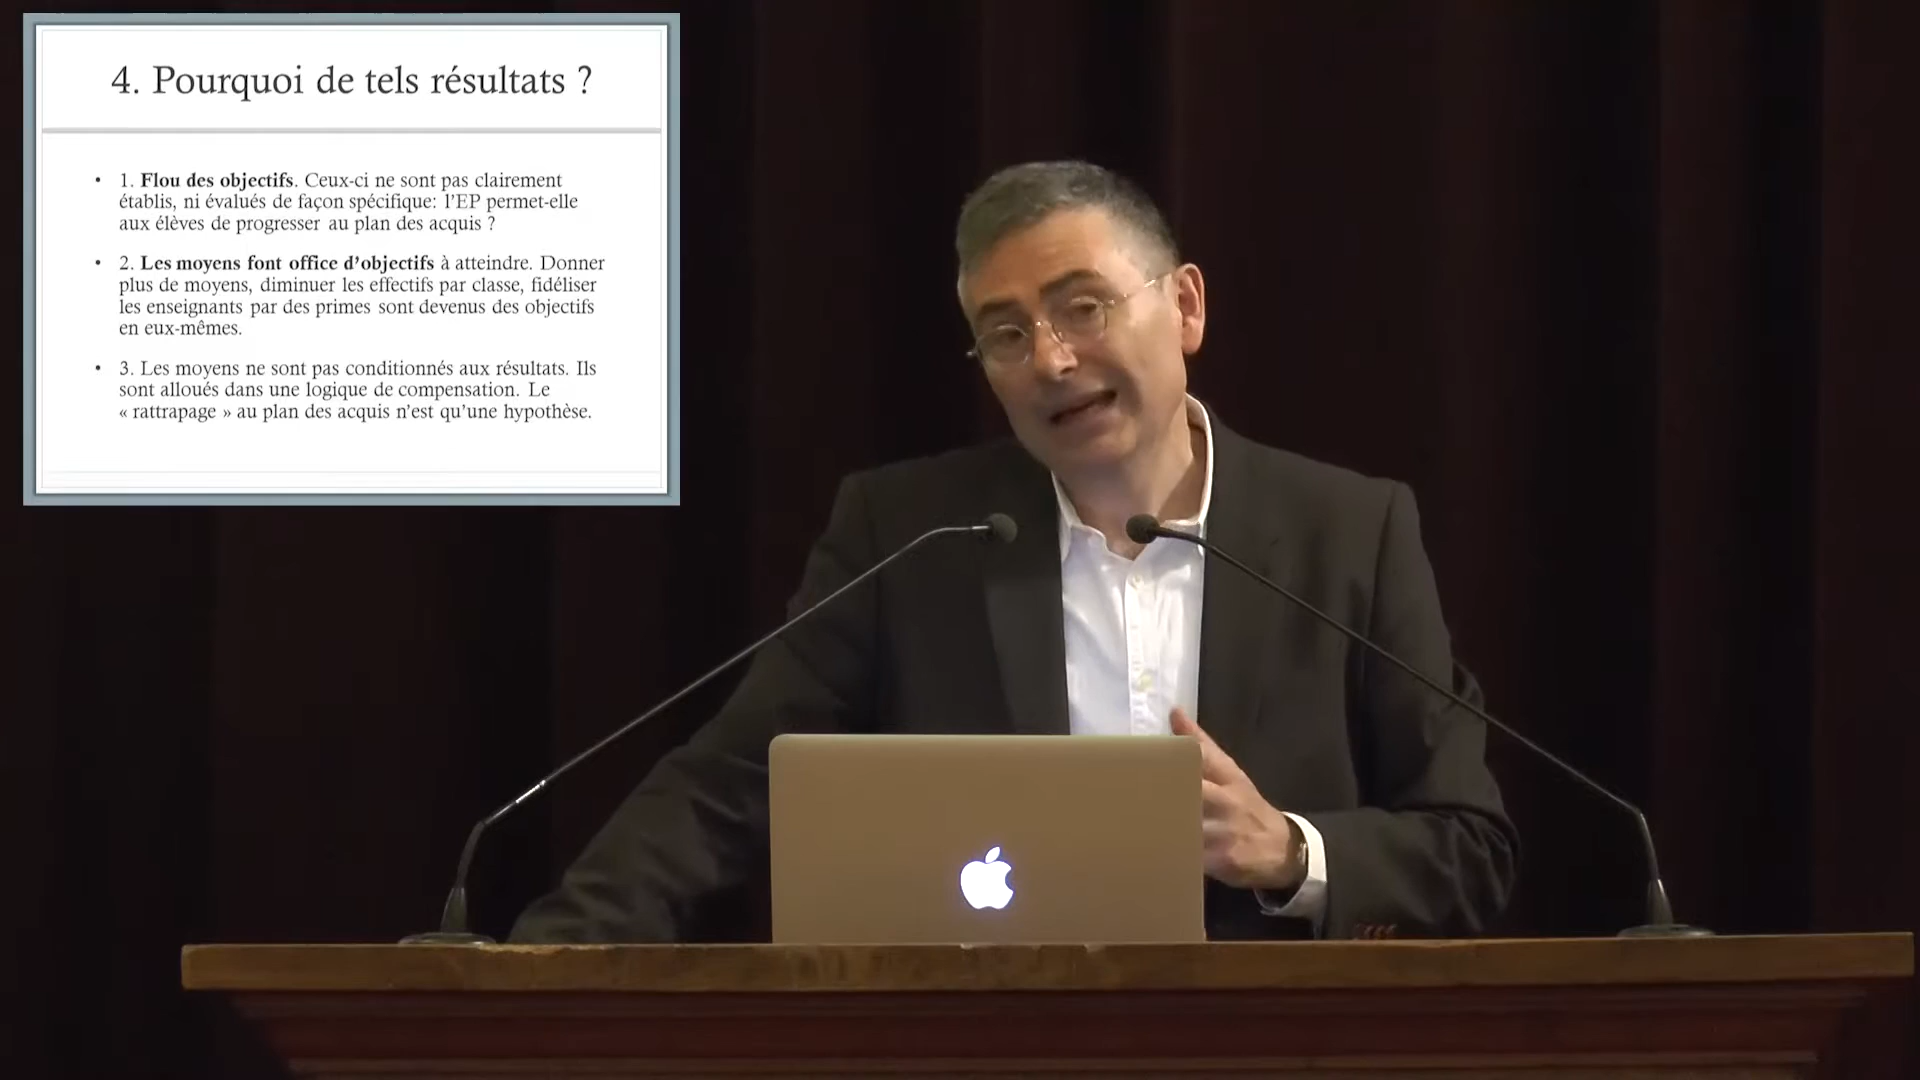 4. Pourquoi de tels résultats ?
• 1. Flou des objectifs. Ceux-ci ne sont pas clairement
établis, ni évalués de façon spécifique: l'EP permet-elle
aux élèves de progresser au plan des acquis ?
• 2. Les moyens font office d'objectifs à atteindre. Donner
plus de moyens, diminuer les effectifs par classe, fidéliser
les enseignants par des primes sont devenus des objectifs
en eux-mêmes.
• 3. Les moyens ne sont pas conditionnés aux résultats. Ils
sont alloués dans une logique de compensation. Le
« rattrapage » au plan des acquis n'est qu'une hypothèse.